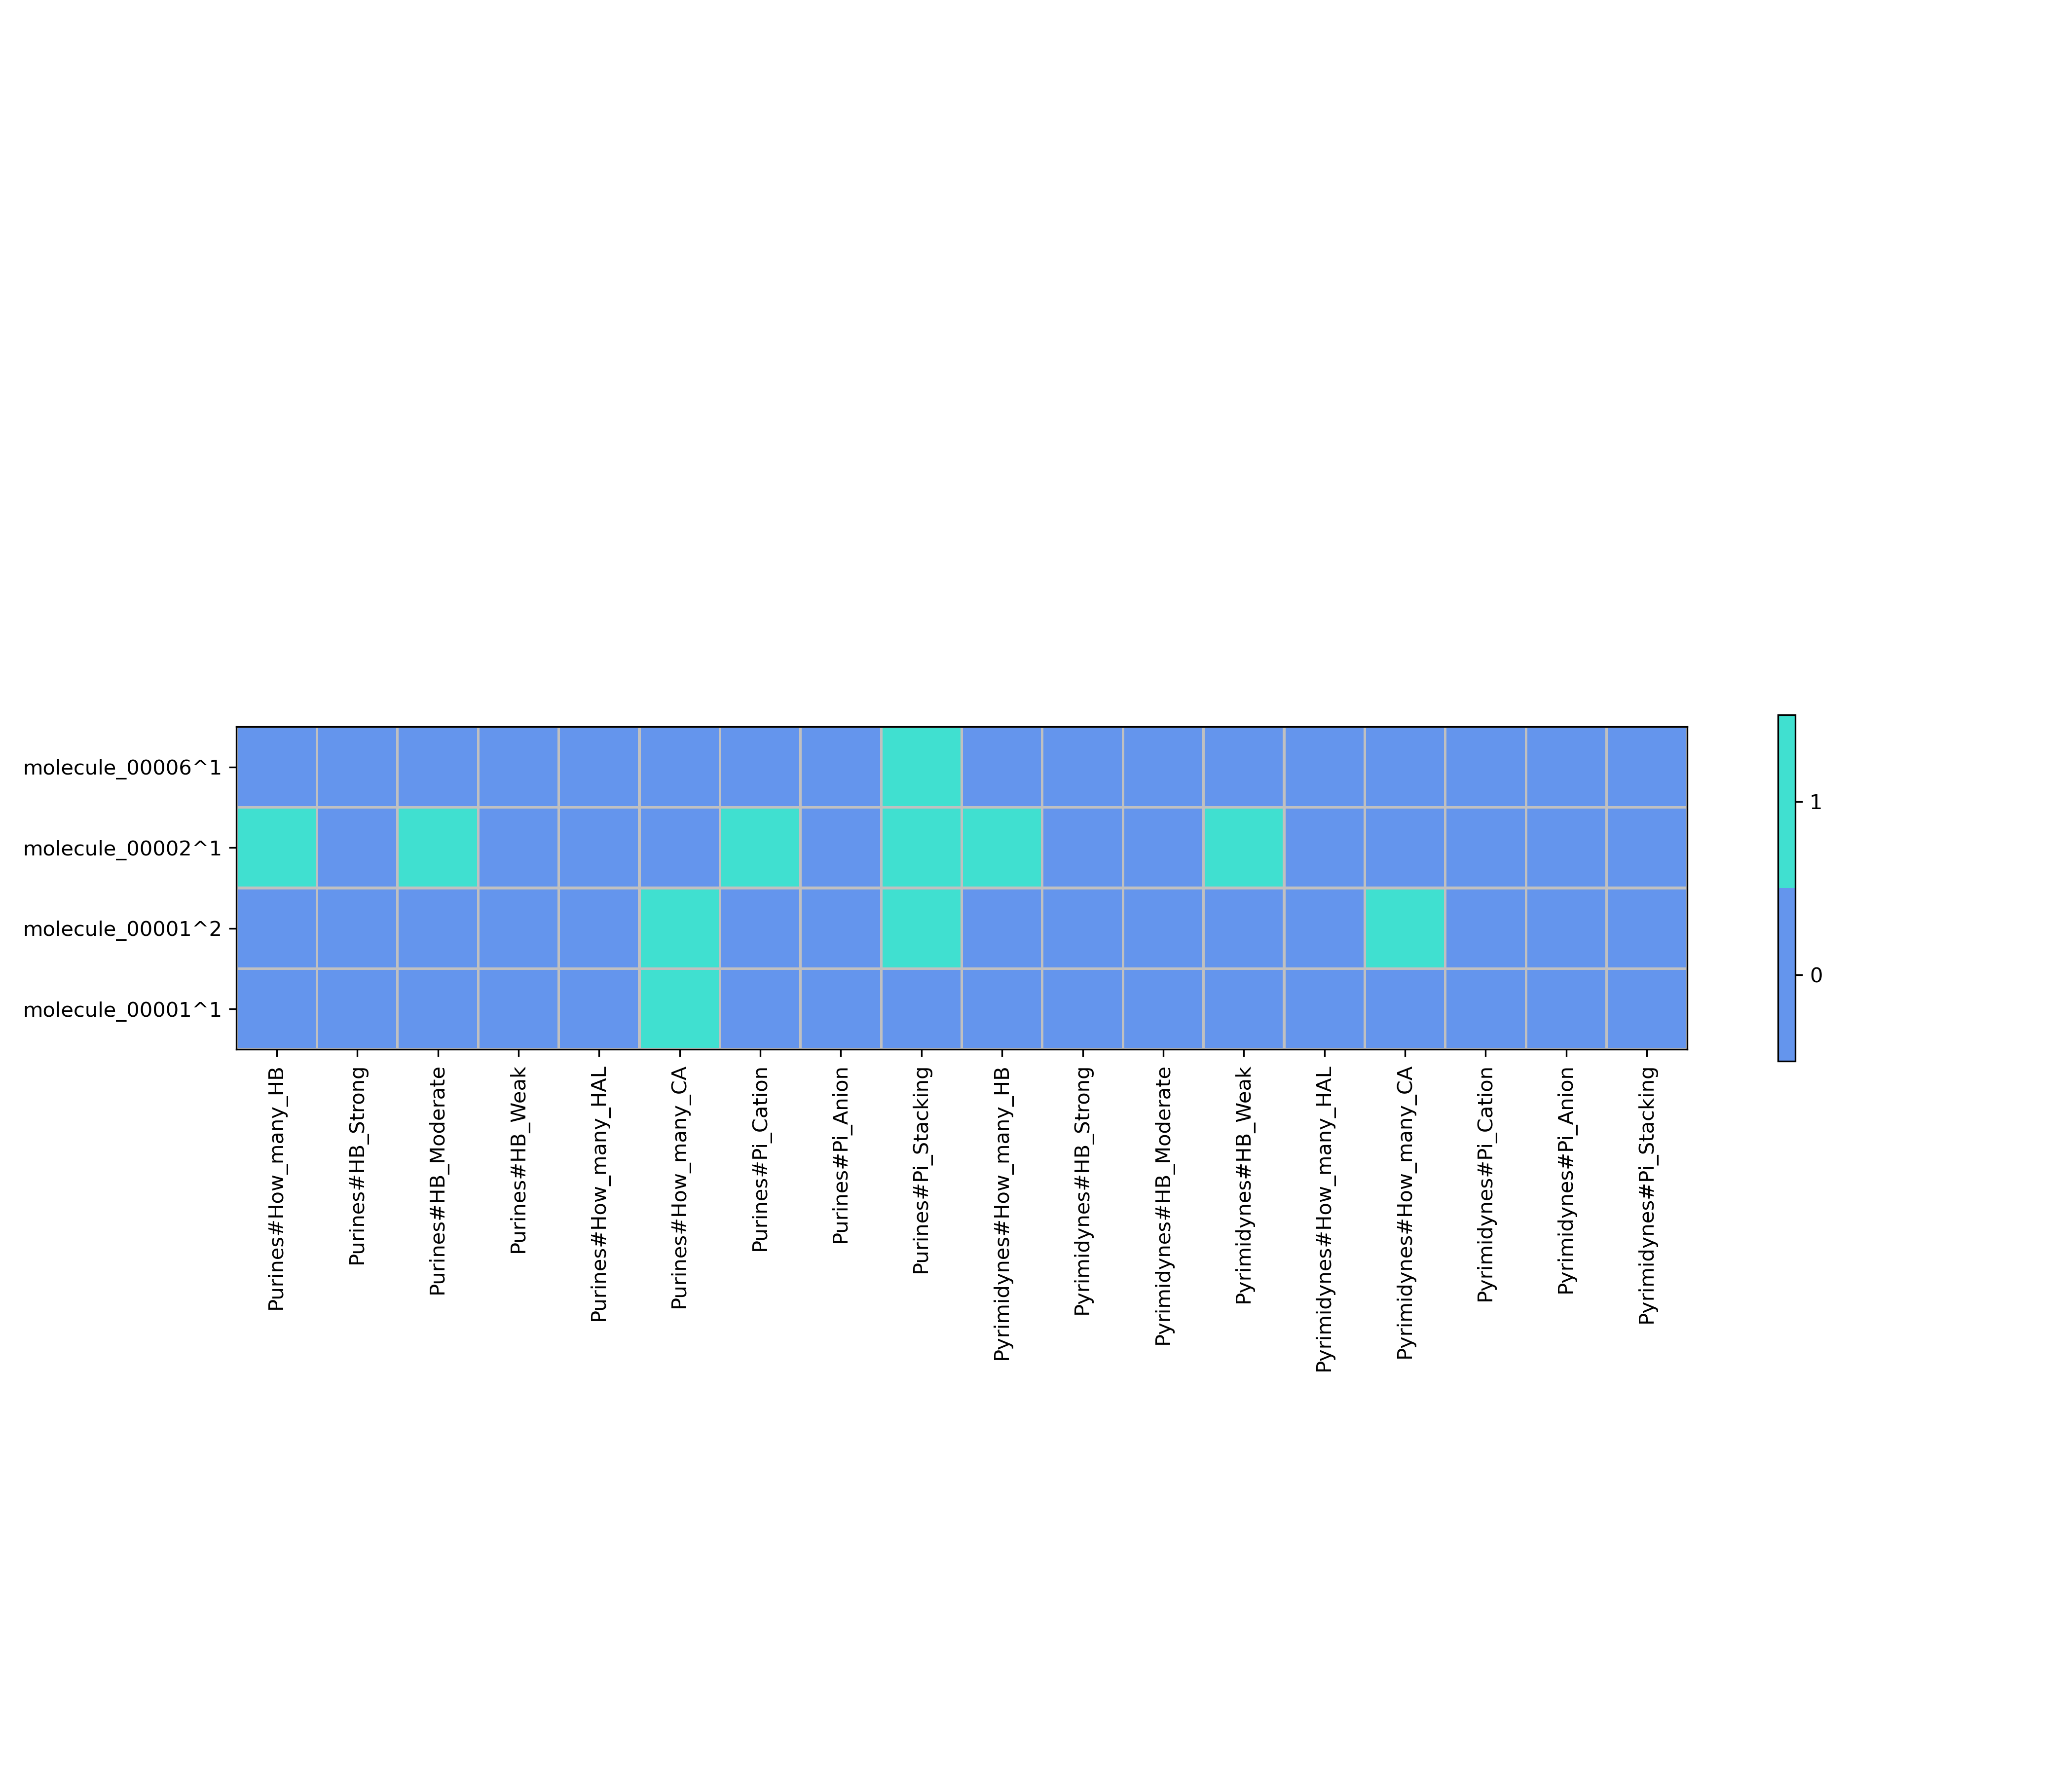 molecule_00006^1
molecule_00002^1
molecule_00001^2
molecule_00001^1
1
0
Purines#How_many_HB
Purines#HB_Strong
Purines#HB_Moderate
Purines#HB_Weak
Purines#How_many_HAL
Purines#How_many_CA
Purines#Pi_Cation
Purines#Pi_Anion
Purines#Pi_Stacking
Pyrimidynes#How_many_HB
Pyrimidynes#HB_Strong
Pyrimidynes#HB_Moderate
Pyrimidynes#HB_Weak
Pyrimidynes#How_many_HAL
Pyrimidynes#How_many_CA
Pyrimidynes#Pi_Cation
Pyrimidynes#Pi_Anion
Pyrimidynes#Pi_Stacking